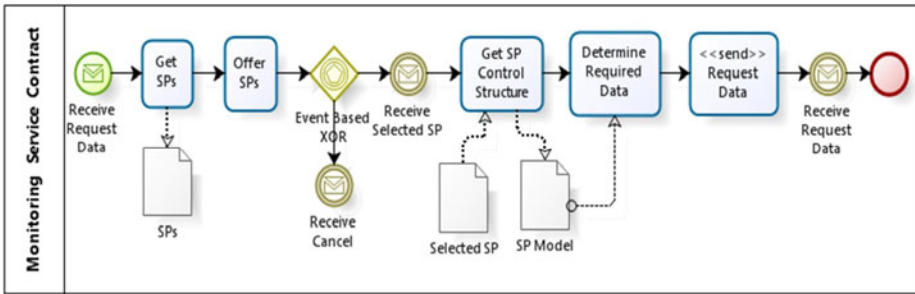 Monitoring Service Contract
Receive
Request
Data
Get
SPs
Offer
SPs
Event Based
XOR
Receive
Selected SP
Get SP
Control
Structure
Determine
Required
Data
<<send>>
Request
Data
Receive
Request
Data
SPs
Receive
Cancel
Selected SP
SP Model